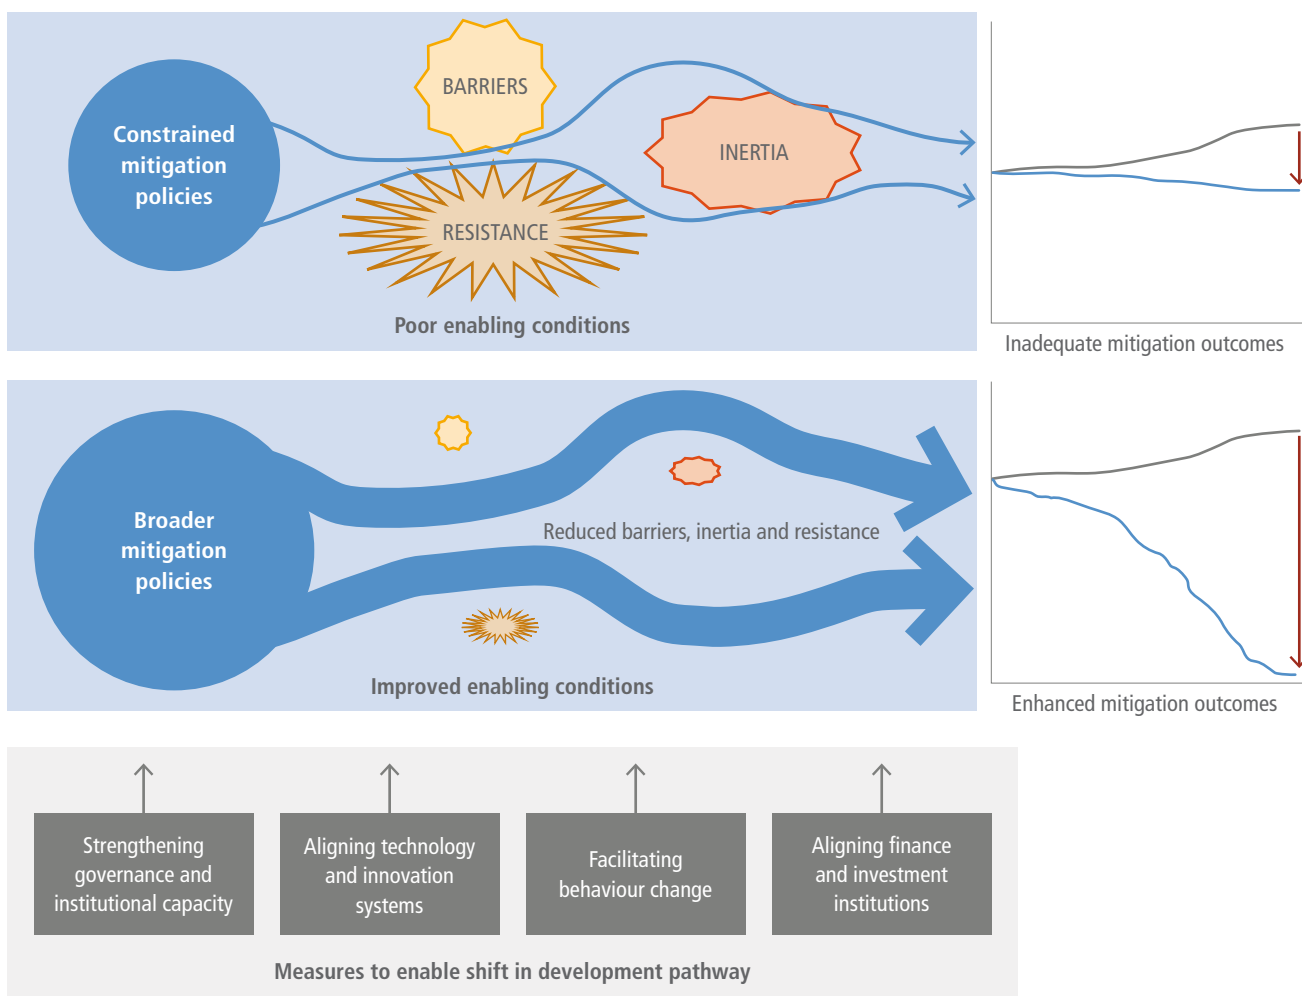 Constrained
mitigation
policies
BARRIERS
RESISTANCE
INERTIA
Poor enabling conditions
Inadequate mitigation outcomes
Broader
mitigation
policies
Reduced barriers, inertia and resistance
Improved enabling conditions
Enhanced mitigation outcomes
Strengthening
governance and
institutional capacity
Aligning technology
and innovation
systems
Facilitating
behaviour change
Aligning finance
and investment
institutions
Measures to enable shift in development pathway